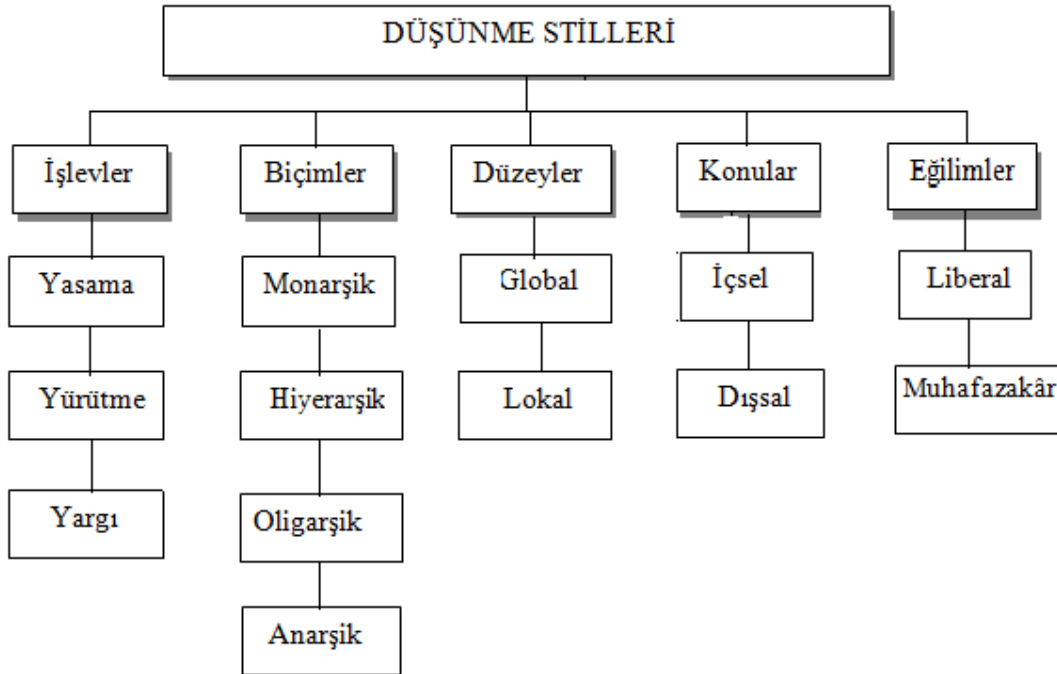 DÜŞÜNME STİLLERİ
İşlevler
Biçimler
Düzeyler
Konular
Eğilimler
Yasama
Monarşik
Global
İçsel
Liberal
Yürütme
Hiyerarşik
Lokal
Dışsal
Muhafazakâr
Yargı
Oligarşik
Anarşik